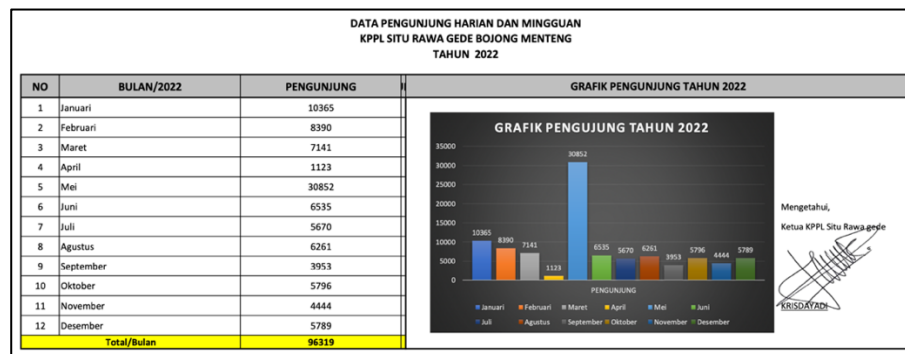 DATA PENGUNJUNG HARIAN DAN MINGGUAN
KPPL SITU RAWA GEDE BOJONG MENTENG
TAHUN 2022
NO BULAN/2022 PENGUNJUNG GRAFIK PENGUNJUNG TAHUN 2022
1 Januari 10365
2 Februari 8390
3 Maret 7141
4 April 1123
5 Mei 30852
6 Juni 6535
7 Juli 5670
8 Agustus 6261
9 September 3953
10 Oktober 5796
11 November 4444
12 Desember 5789
Total/Bulan 96319
GRAFIK PENGUJUNG TAHUN 2022
35000
30000
25000
20000
15000
10000
5000
0
10365 8390 7141 1123 30852 6535 5670 6261 3953 5796 4444 5789
PENGUNJUNG
Januari Februari Maret April Mei Juni
Juli Agustus September Oktober November Desember
Mengetahui,
Ketua KPPL Situ Rawa gede
KRISDAYADI